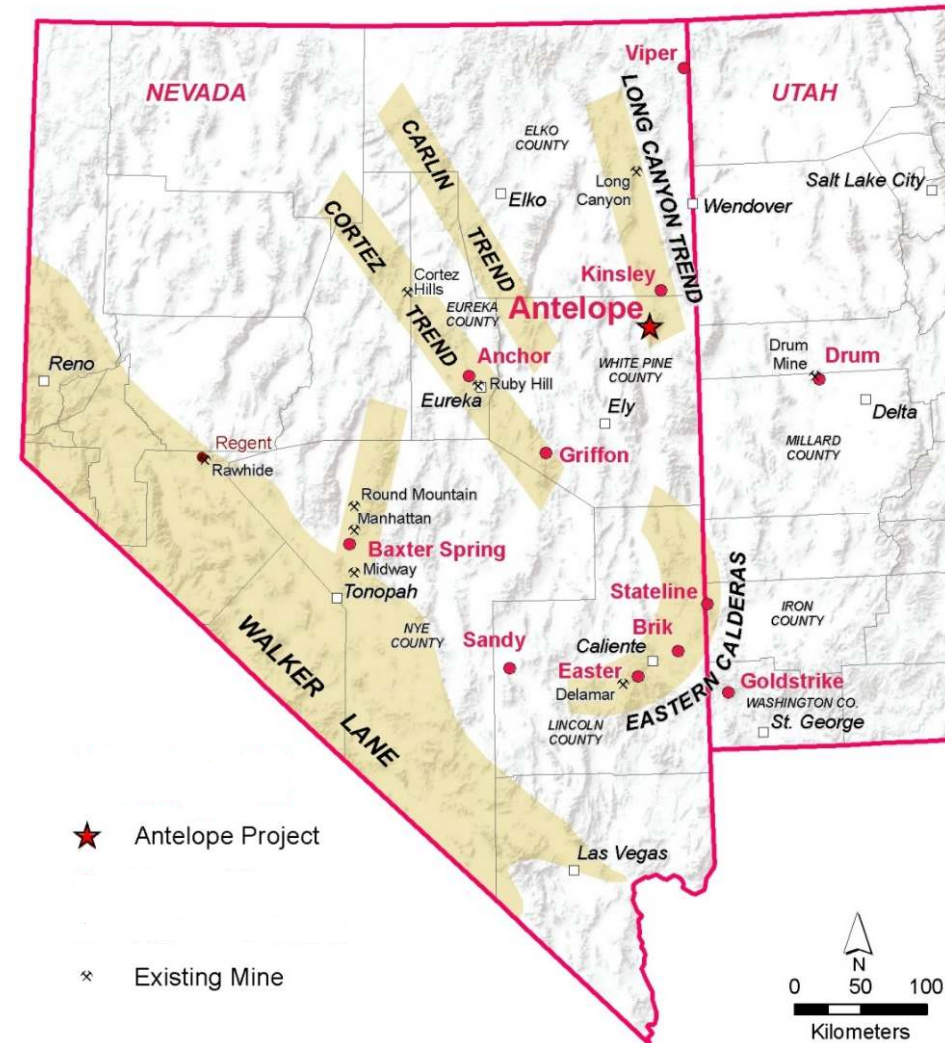 Viper
NEVADA
UTAH
LONG CANYON TREND
CARLIN
TREND
ELKO
COUNTY
Long
Canyon
Salt Lake City
Elko
Wendover
CORTEZ
TREND
Cortez
Hills
Kinsley
EUREKA
COUNTY
Antelope
Reno
Anchor
WHITE PINE
COUNTY
Drum
Mine
Drum
Ruby Hill
Eureka
Ely
Delta
Regent
Rawhide
Griffon
MILLARD
COUNTY
Round Mountain
Manhattan
Baxter Spring
Midway
Tonopah
Stateline
IRON
COUNTY
NYE
COUNTY
Sandy
Brik
Caliente
Easter
Delamar
EASTERN CALDERAS
Goldstrike
WASHINGTON CO.
St. George
WALKER
LANE
LINCOLN
COUNTY
Las Vegas
Antelope Project
Existing Mine
N
0 50 100
Kilometers